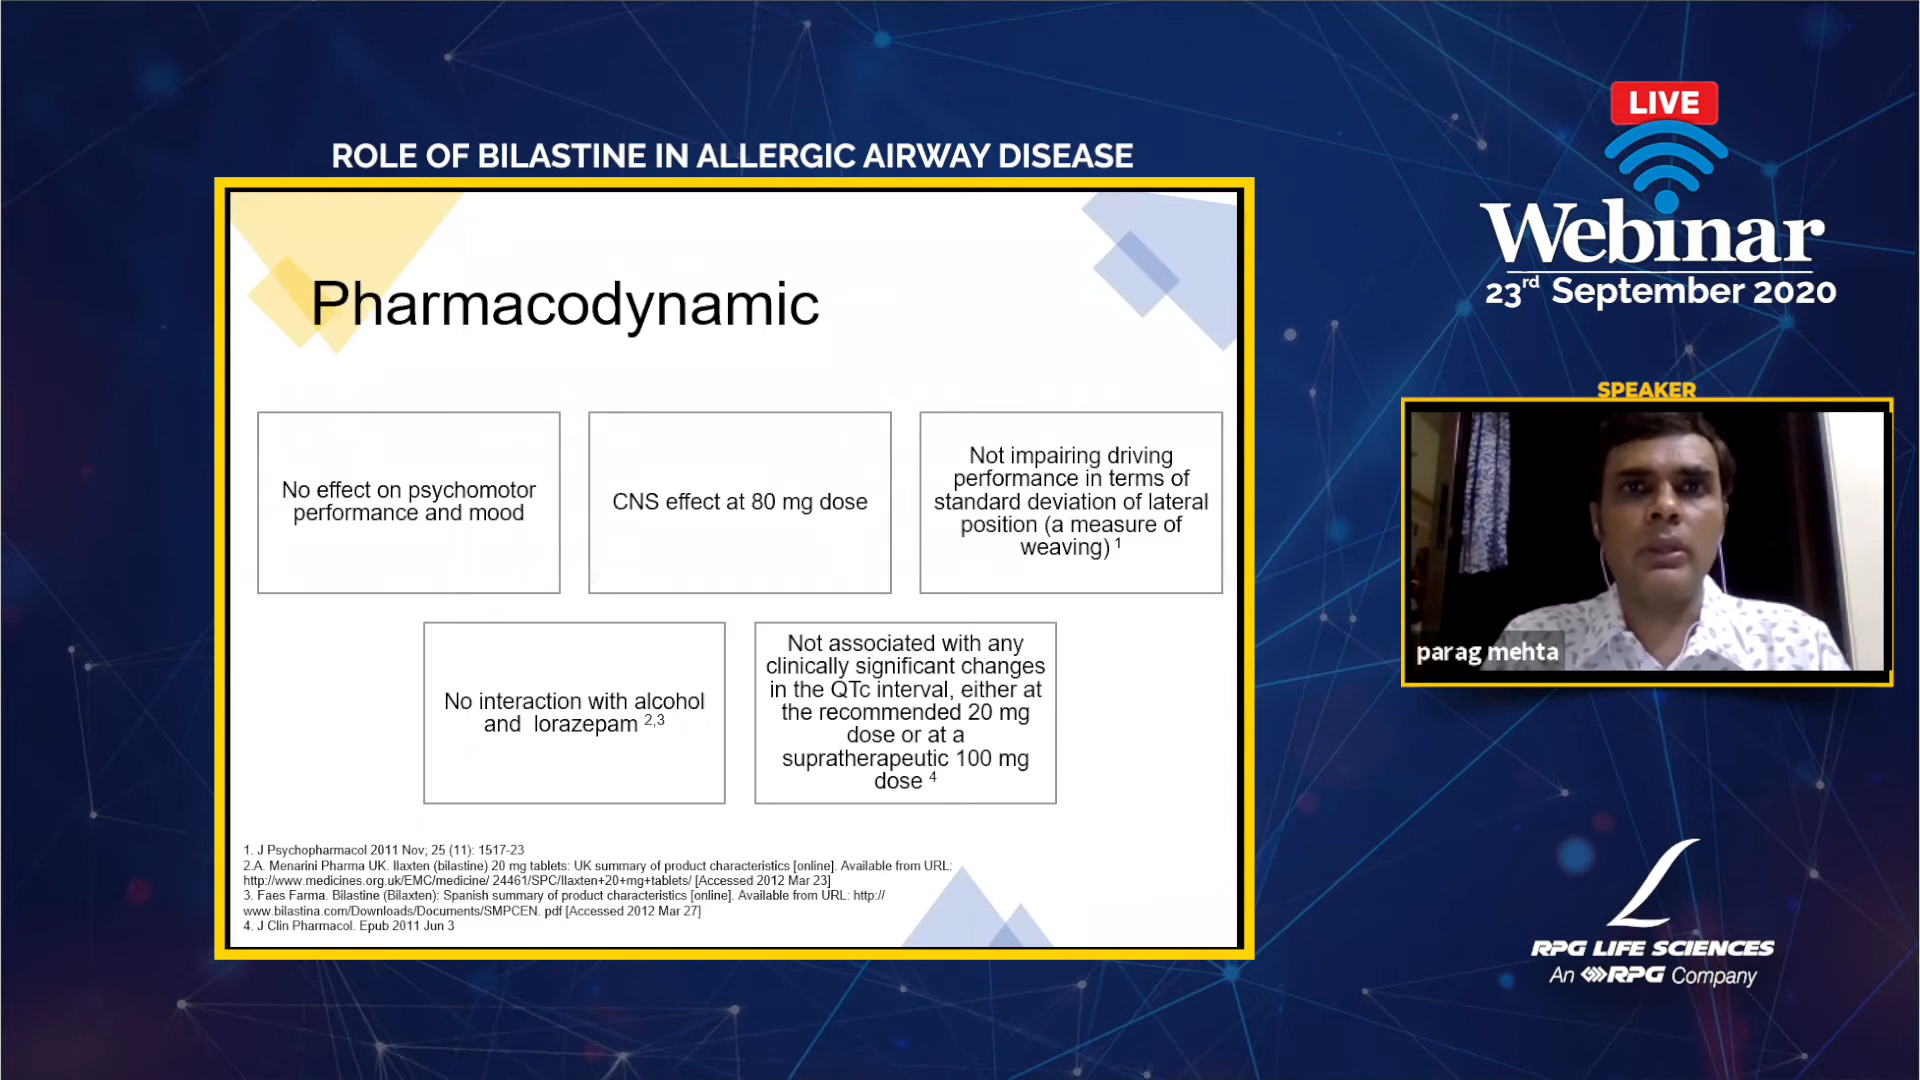 ROLE OF BILASTINE IN ALLERGIC AIRWAY DISEASE
Pharmacodynamic
No effect on psychomotor
performance and mood
CNS effect at 80 mg dose
Not impairing driving
performance in terms of
standard deviation of lateral
position (a measure of
weaving) 1
No interaction with alcohol
and lorazepam 2,3
Not associated with any
clinically significant changes
in the QTc interval, either at
the recommended 20 mg
dose or at a
supratherapeutic 100 mg
dose 4
1. J Psychopharmacol 2011 Nov; 25 (11): 1517-23
2.A. Menarini Pharma UK. Ilaxten (bilastine) 20 mg tablets: UK summary of product characteristics [online]. Available from URL:
http://www.medicines.org.uk/EMC/medicine/ 24461/SPC/Ilaxten+20+mg+tablets/ [Accessed 2012 Mar 23]
3. Faes Farma. Bilastine (Bilaxten): Spanish summary of product characteristics [online]. Available from URL: http://
www.bilastina.com/Downloads/Documents/SMPCEN. pdf [Accessed 2012 Mar 27]
4. J Clin Pharmacol. Epub 2011 Jun 3
LIVE
Webinar
23rd September 2020
SPEAKER
parag mehta
RPG LIFE SCIENCES
An RPG Company